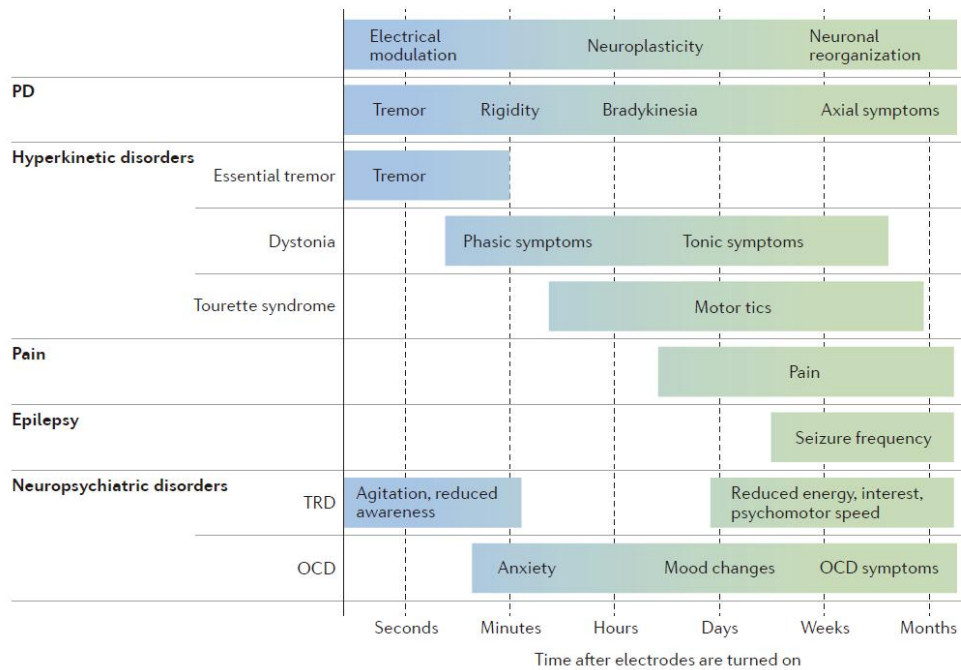 Electrical
modulation
Neuroplasticity
Neuronal
reorganization
PD
Tremor
Rigidity
Bradykinesia
Axial symptoms
Hyperkinetic disorders
Essential tremor
Tremor
Dystonia
Phasic symptoms
Tonic symptoms
Tourette syndrome
Motor tics
Pain
Pain
Epilepsy
Seizure frequency
Neuropsychiatric disorders
TRD
Agitation, reduced
awareness
Reduced energy, interest,
psychomotor speed
OCD
Anxiety
Mood changes
OCD symptoms
Seconds
Minutes
Hours
Days
Weeks
Months
Time after electrodes are turned on